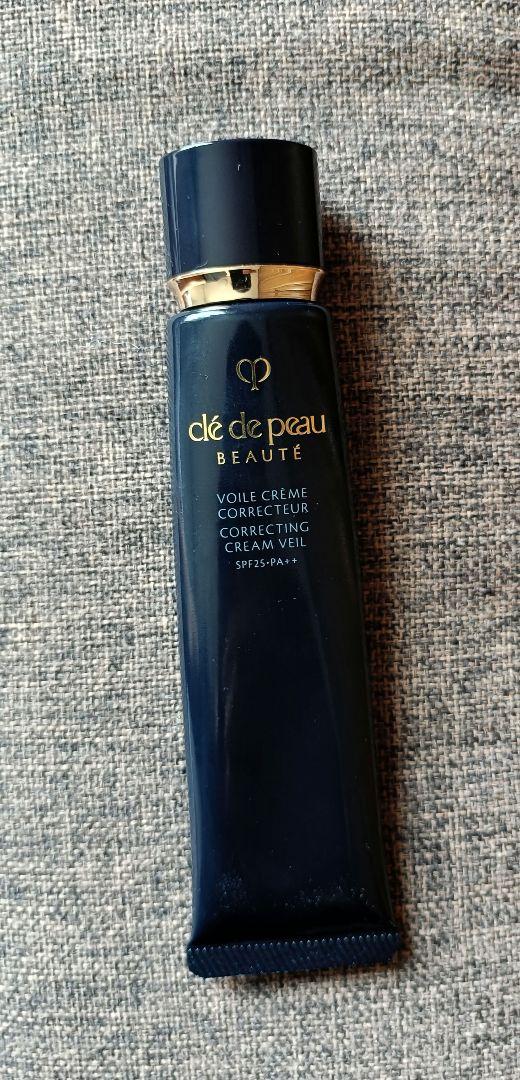 clé de peau
BEAUTÉ
VOILE CRÈME
CORRECTEUR
CORRECTING
CREAM VEIL
SPF25•PA++